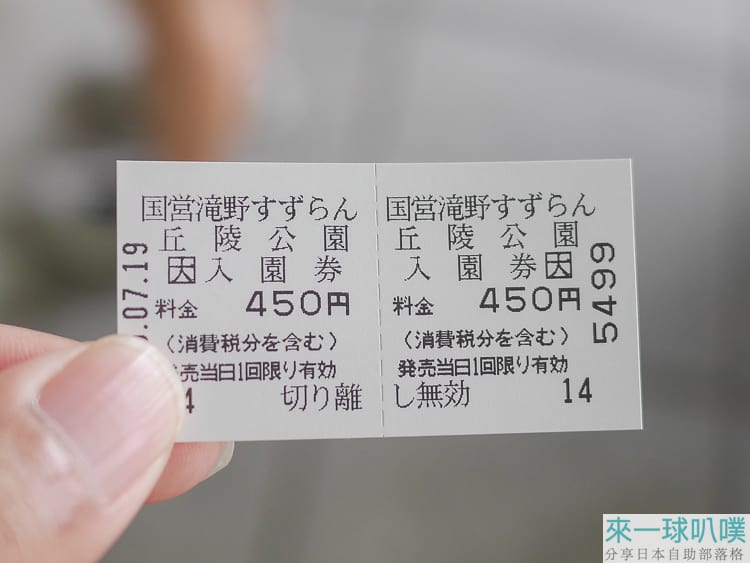 国営滝野すずらん
丘陵公園
大入園券
料金 450円
(消費税分を含む)
売当日1回限り有効
4 切り離
.07.19
国営滝野すずらん
丘陵公園
入園券大
料金 450円
(消費税分を含む)
発売当日1回限り有効
し無効 14
5499
來一球叭噗
分享日本自助部落格